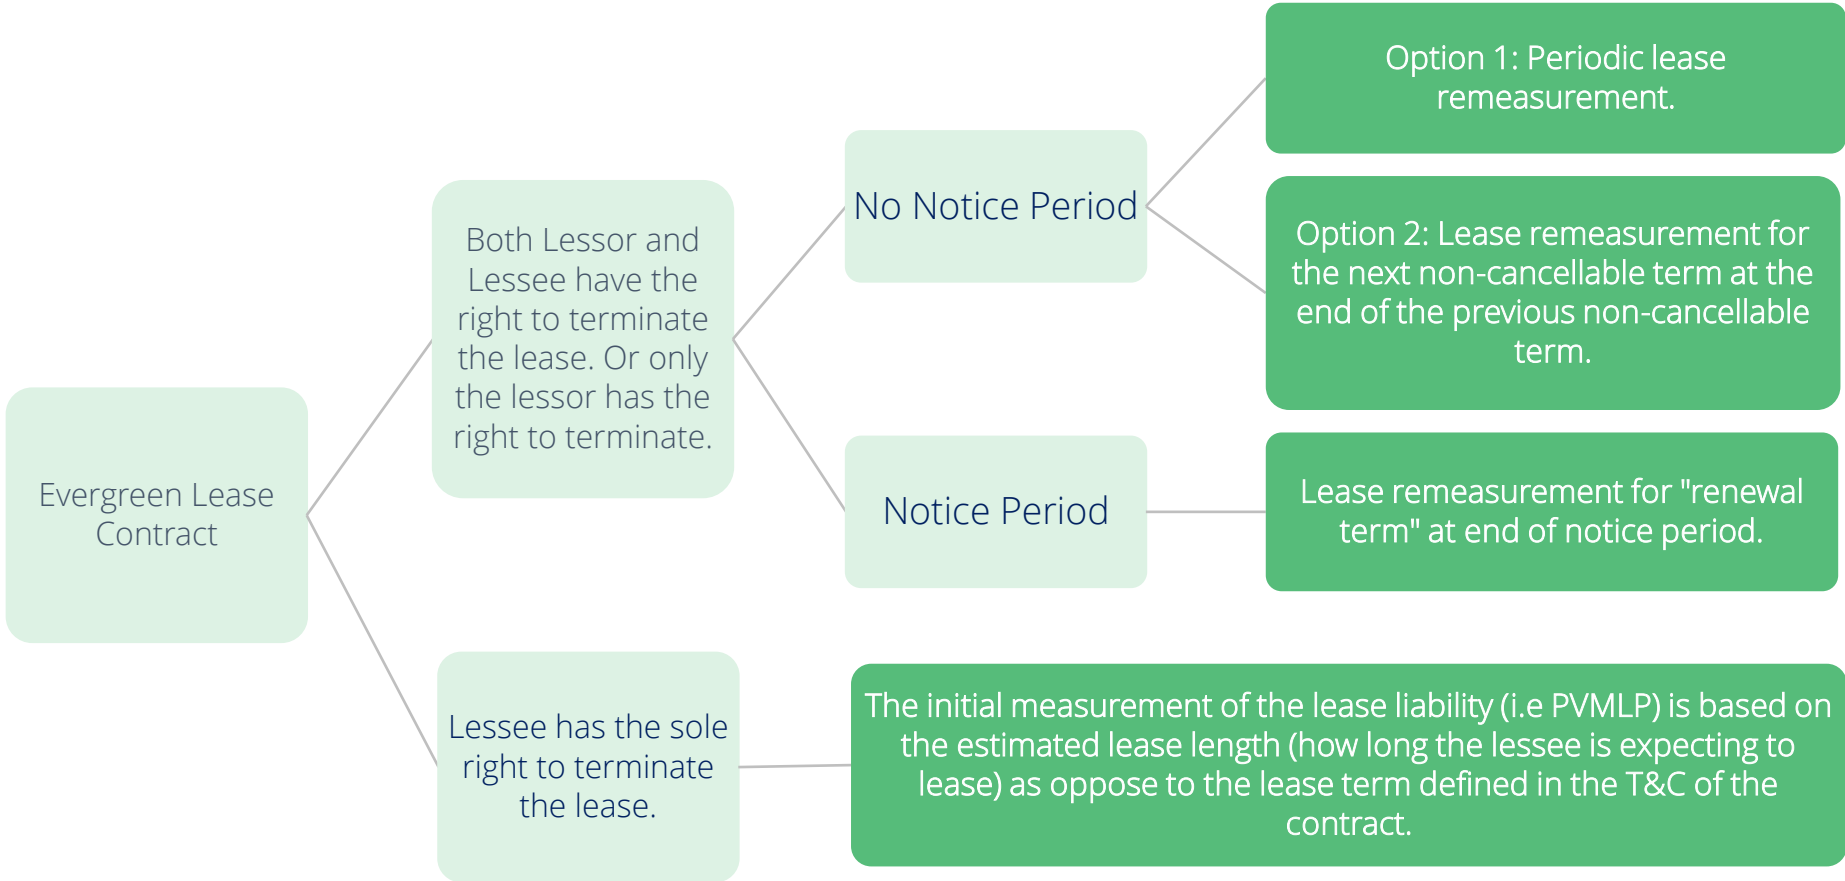 Evergreen Lease
Contract
Both Lessor and
Lessee have the
right to terminate
the lease. Or only
the lessor has the
right to terminate.
No Notice Period
Option 1: Periodic lease
remeasurement.
Option 2: Lease remeasurement for
the next non-cancellable term at the
end of the previous non-cancellable
term.
Notice Period
Lease remeasurement for "renewal
term" at end of notice period.
Lessee has the sole
right to terminate
the lease.
The initial measurement of the lease liability (i.e PVMLP) is based on
the estimated lease length (how long the lessee is expecting to
lease) as oppose to the lease term defined in the T&C of the
contract.